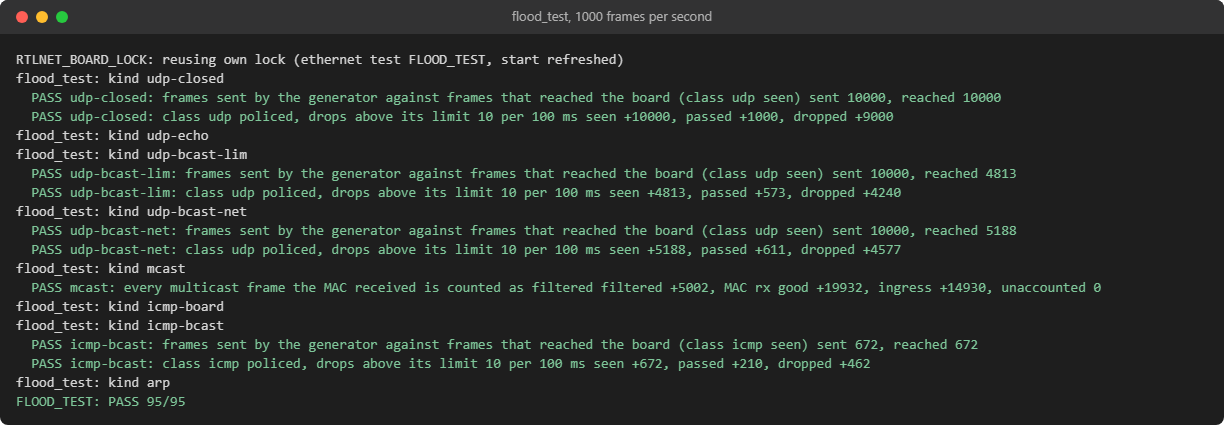 flood_test, 1000 frames per second
RTLNET_BOARD_LOCK: reusing own lock (ethernet test FLOOD_TEST, start refreshed)
flood_test: kind udp-closed
PASS udp-closed: frames sent by the generator against frames that reached the board (class udp seen) sent 10000, reached 10000
PASS udp-closed: class udp policed, drops above its limit 10 per 100 ms seen +10000, passed +1000, dropped +9000
flood_test: kind udp-echo
flood_test: kind udp-bcast-lim
PASS udp-bcast-lim: frames sent by the generator against frames that reached the board (class udp seen) sent 10000, reached 4813
PASS udp-bcast-lim: class udp policed, drops above its limit 10 per 100 ms seen +4813, passed +573, dropped +4240
flood_test: kind udp-bcast-net
PASS udp-bcast-net: frames sent by the generator against frames that reached the board (class udp seen) sent 10000, reached 5188
PASS udp-bcast-net: class udp policed, drops above its limit 10 per 100 ms seen +5188, passed +611, dropped +4577
flood_test: kind mcast
PASS mcast: every multicast frame the MAC received is counted as filtered filtered +5002, MAC rx good +19932, ingress +14930, unaccounted 0
flood_test: kind icmp-board
flood_test: kind icmp-bcast
PASS icmp-bcast: frames sent by the generator against frames that reached the board (class icmp seen) sent 672, reached 672
PASS icmp-bcast: class icmp policed, drops above its limit 10 per 100 ms seen +672, passed +210, dropped +462
flood_test: kind arp
FLOOD_TEST: PASS 95/95